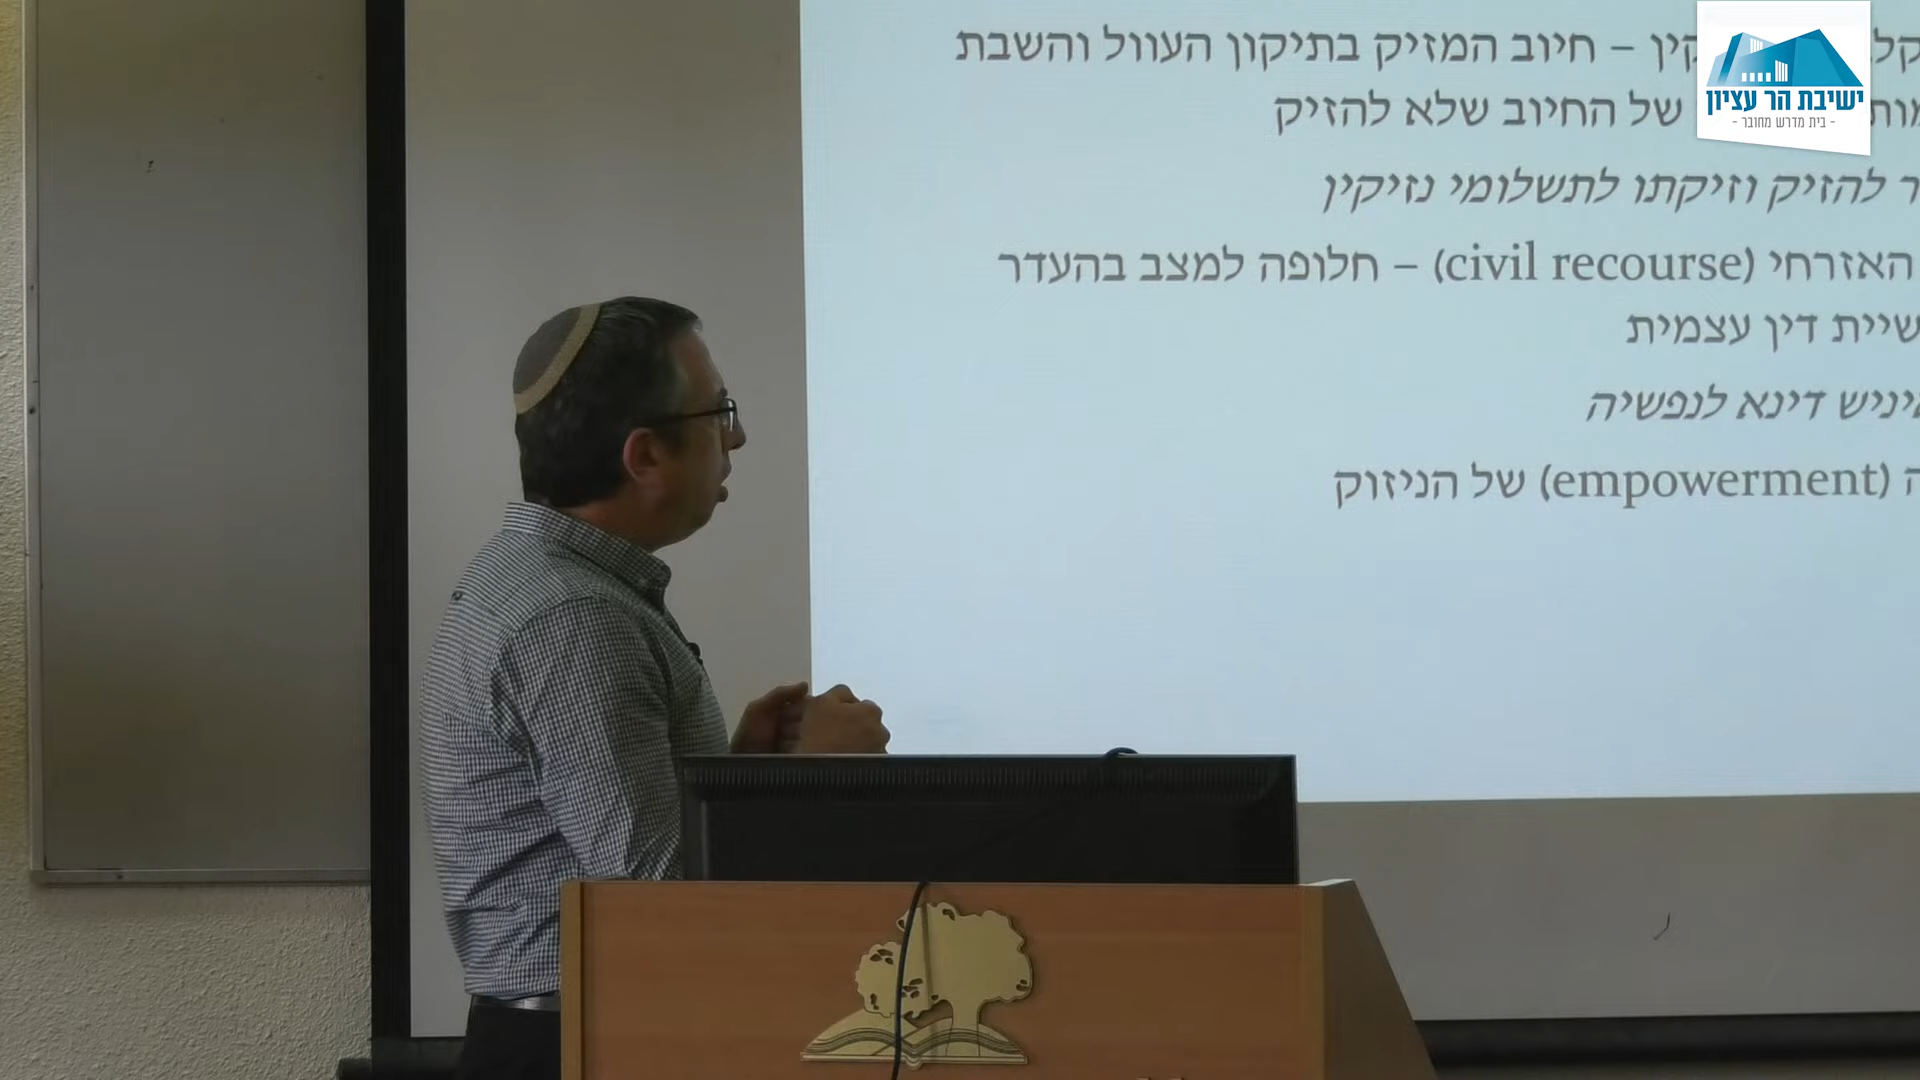 חיוב המזיק בתיקון העוול והשבת
של החיוב שלא להזיק
להזיק וזיקתו לתשלומי נזיקין
האזרחי (civil recourse) – חלופה למצב בהעדר
דין עצמית
דינא לנפשיה
(empowerment) של הניזוק
ישיבת הר עציון
- בית מדרש מחובר -